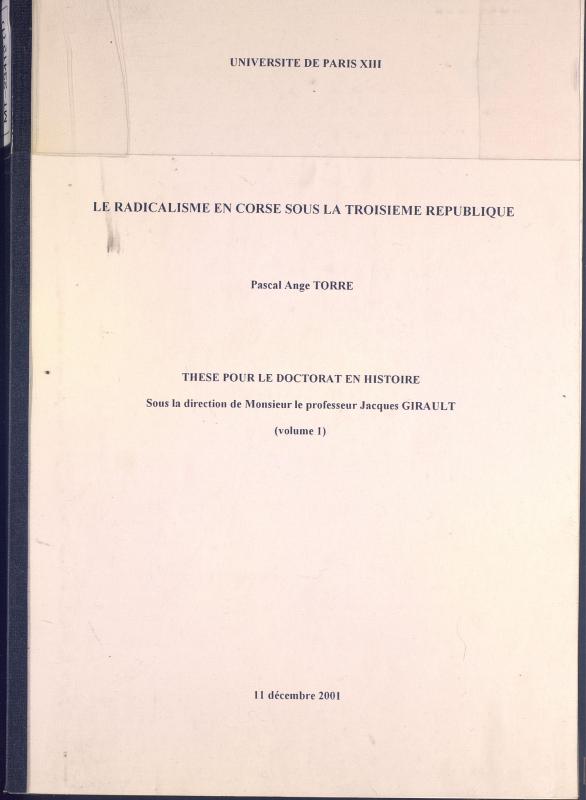 UNIVERSITE DE PARIS XIII
LE RADICALISME EN CORSE SOUS LA TROISIEME REPUBLIQUE
Pascal Ange TORRE
THESE POUR LE DOCTORAT EN HISTOIRE
Sous la direction de Monsieur le professeur Jacques GIRAULT
(volume 1)
11 décembre 2001